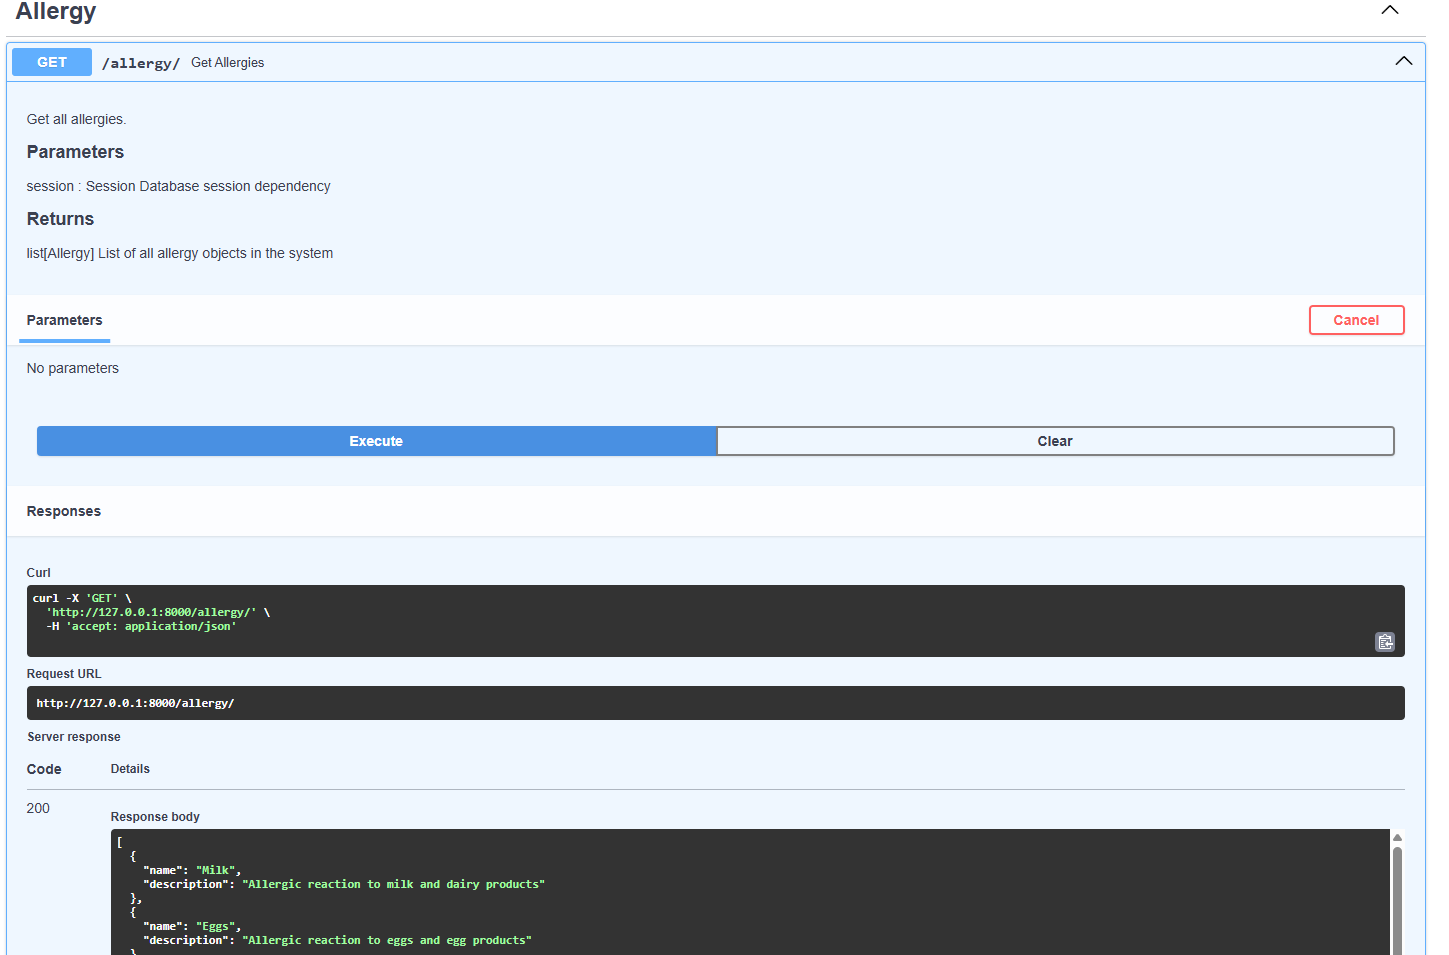 Allergy
GET /allergy/ Get Allergies
Get all allergies.
Parameters
session : Session Database session dependency
Returns
list[Allergy] List of all allergy objects in the system
Parameters
Cancel
No parameters
Execute
Clear
Responses
Curl
curl -X 'GET' \
'http://127.0.0.1:8000/allergy/' \
-H 'accept: application/json'
Request URL
http://127.0.0.1:8000/allergy/
Server response
Code Details
200
Response body
[
{
"name": "Milk",
"description": "Allergic reaction to milk and dairy products"
},
{
"name": "Eggs",
"description": "Allergic reaction to eggs and egg products"
}